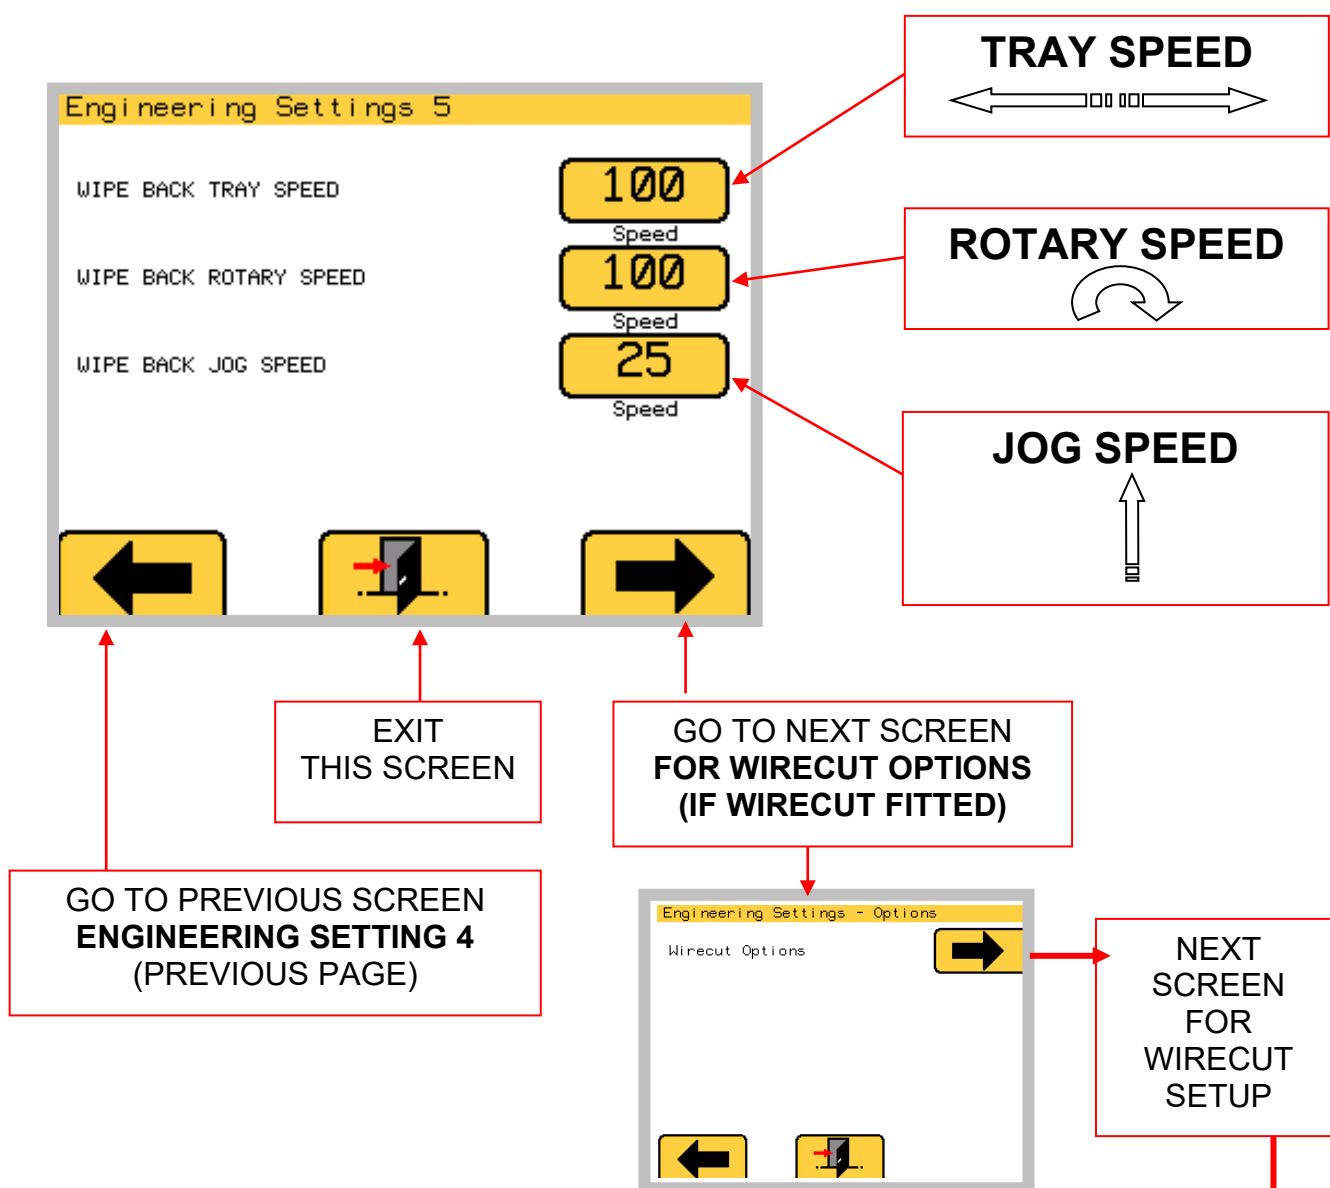 TRAY SPEED
Engineering Settings 5
WIPE BACK TRAY SPEED
100
Speed
ROTARY SPEED
WIPE BACK ROTARY SPEED
100
Speed
WIPE BACK JOG SPEED
25
Speed
JOG SPEED
EXIT
THIS SCREEN
GO TO NEXT SCREEN
FOR WIRECUT OPTIONS
(IF WIRECUT FITTED)
GO TO PREVIOUS SCREEN
ENGINEERING SETTING 4
(PREVIOUS PAGE)
Engineering Settings - Options
Wirecut Options
NEXT
SCREEN
FOR
WIRECUT
SETUP